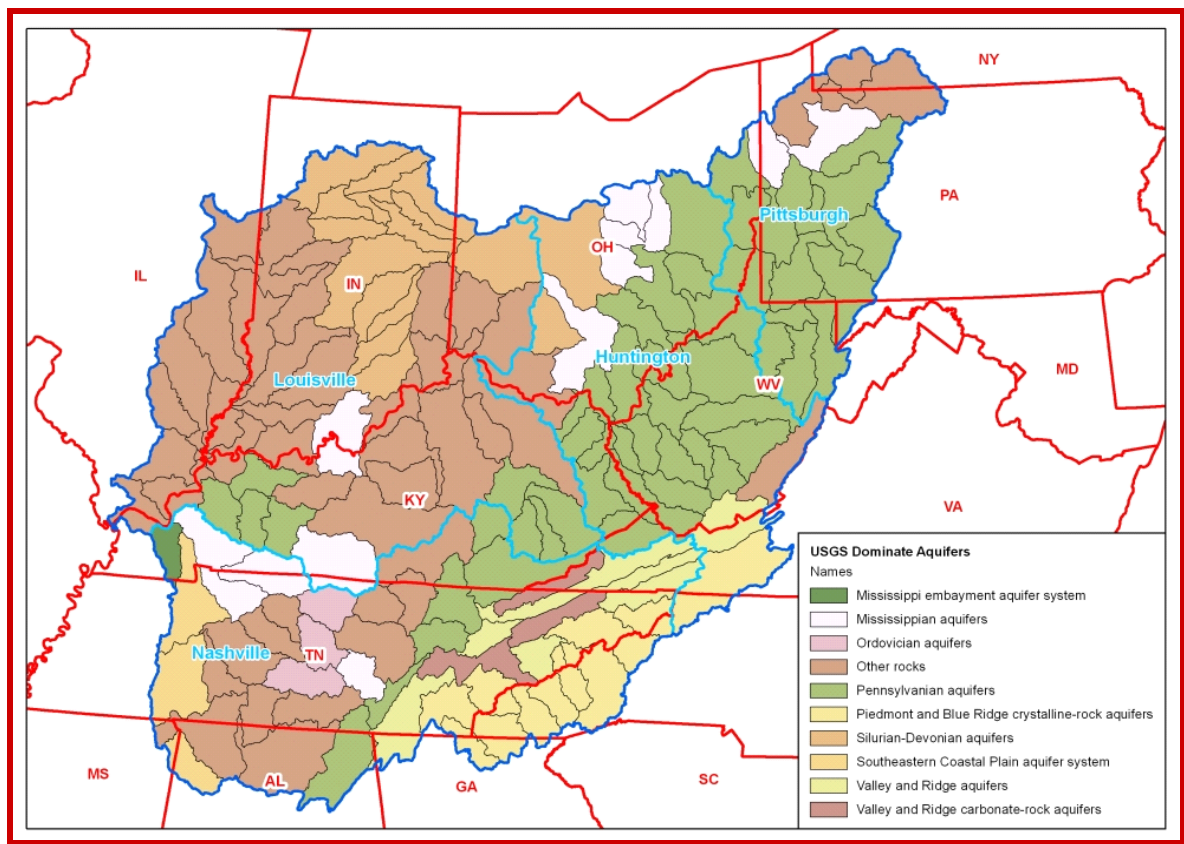 NY
PA
Pittsburgh
OH
IL
IN
Huntington
Louisville
WV
MD
KY
VA
Nashville
TN
MS
AL
GA
SC
USGS Dominate Aquifers
Names
Mississippi embayment aquifer system
Mississippian aquifers
Ordovician aquifers
Other rocks
Pennsylvanian aquifers
Piedmont and Blue Ridge crystalline-rock aquifers
Silurian-Devonian aquifers
Southeastern Coastal Plain aquifer system
Valley and Ridge aquifers
Valley and Ridge carbonate-rock aquifers